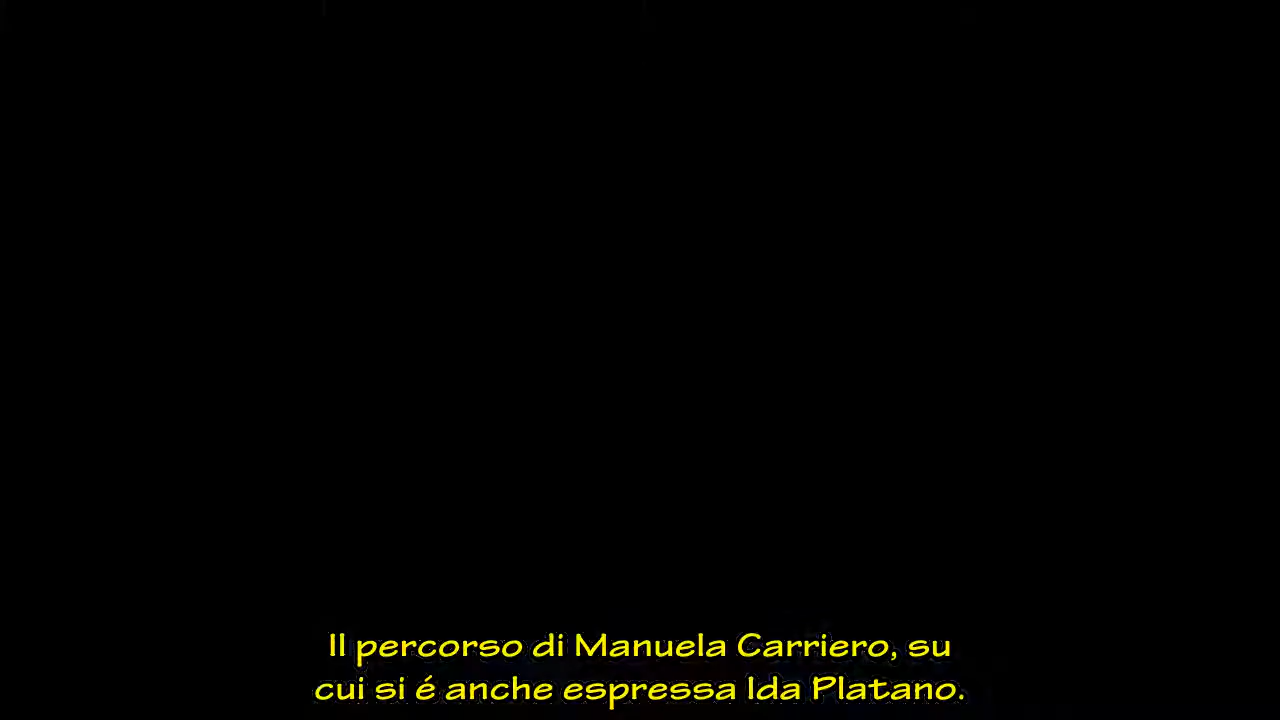 Il percorso di Manuela Carriero, su
cui si é anche espressa Ida Platano.